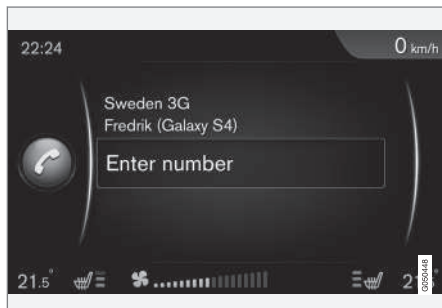 22:24
0 km/h
Sweden 3G
Fredrik (Galaxy S4)
Enter number
21.5°
G050448